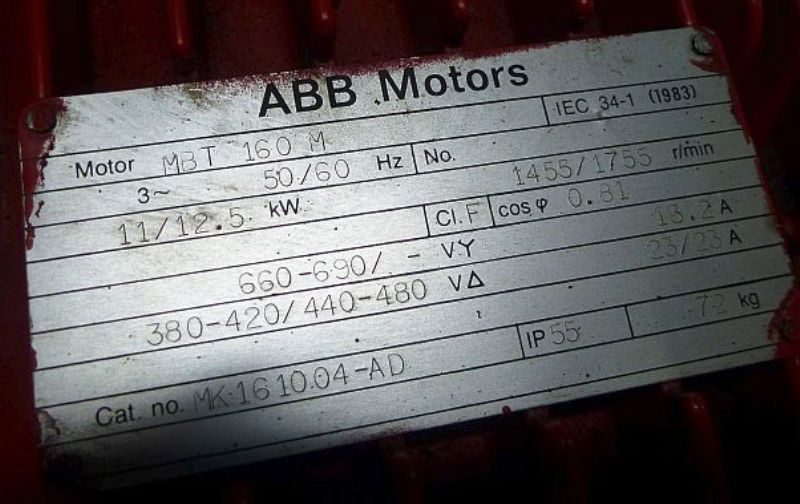 ABB Motors
IEC 34-1 (1983)
Motor MBT 160 M
3~ 50/60 Hz No.
11/12.5 kW 1455/1755 r/min
Cl. F cos φ 0.81
660-690/ - VY 13.2 A
380-420/440-480 VΔ 23/23 A
IP 55 72 kg
Cat. no. MK 161004-AD